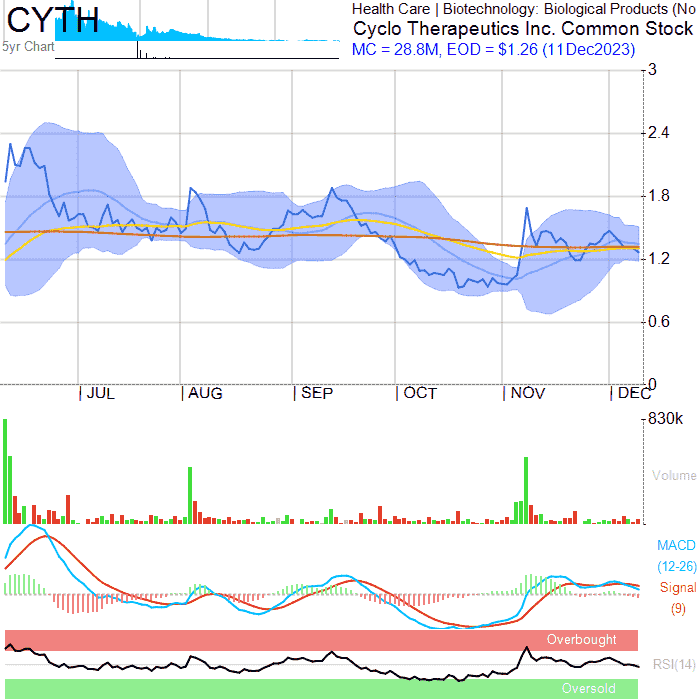 CYTH
5yr Chart
Health Care | Biotechnology: Biological Products (No
Cyclo Therapeutics Inc. Common Stock
MC = 28.8M, EOD = $1.26 (11Dec2023)
3
2.4
1.8
1.2
0.6
0
| JUL | AUG | SEP | OCT | NOV | DEC
830k
Volume
MACD
(12-26)
Signal
(9)
Overbought
RSI(14)
Oversold